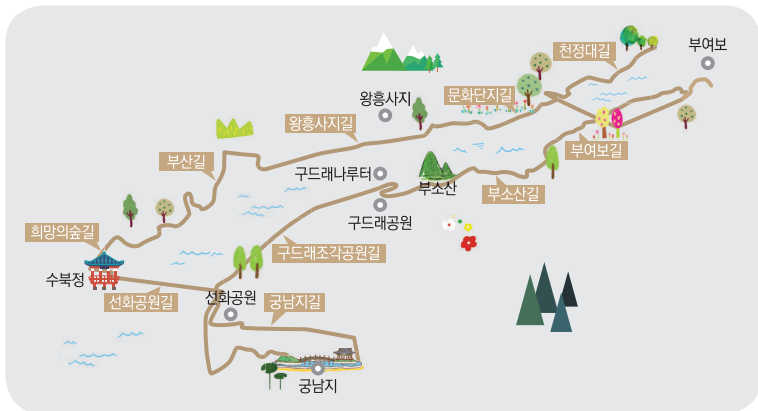 천정대길
부여보
왕흥사지
문화단지길
왕흥사지길
부여보길
부산길
구드래나루터
부소산
부소산길
구드래공원
희망의숲길
구드래조각공원길
수북정
선화공원길
선화공원
궁남지길
궁남지